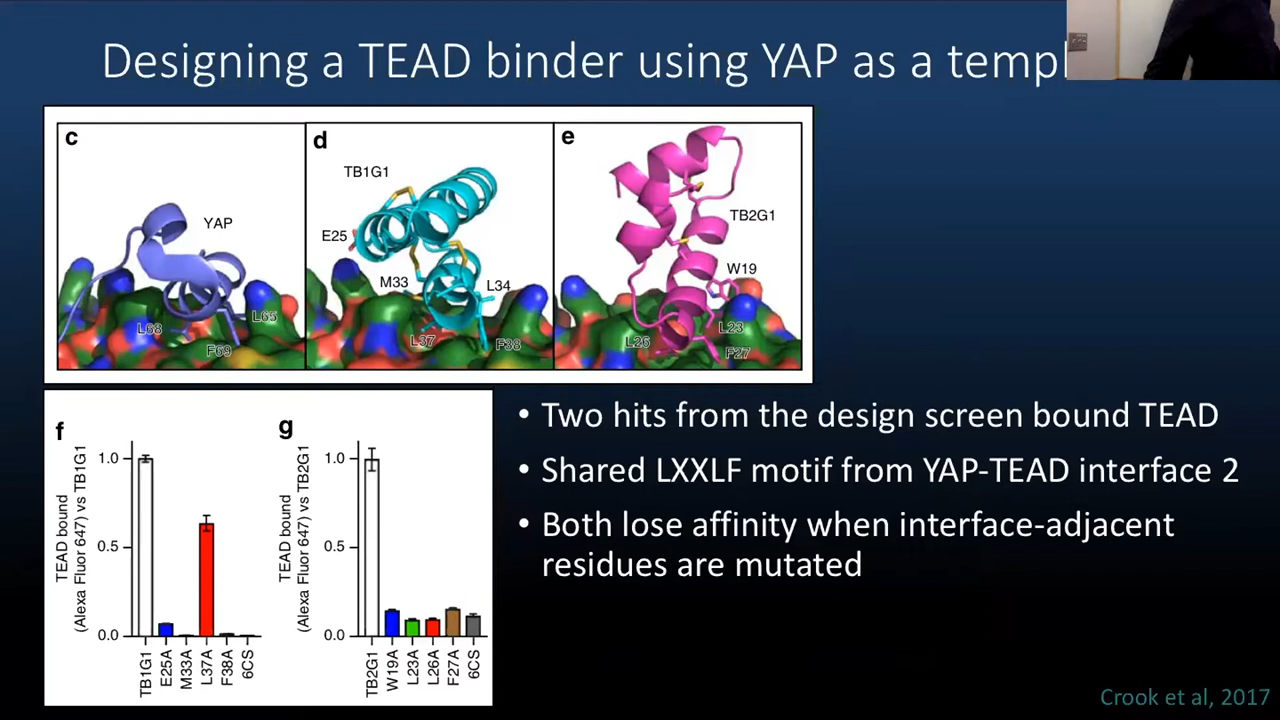 Designing a TEAD binder using YAP as a templ
c
YAP
L68
L65
F69
d
TB1G1
E25
M33
L34
L37
F38
e
TB2G1
W19
L23
L26
F27
f
TEAD bound
(Alexa Fluor 647) vs TB1G1
1.0
0.5
0.0
TB1G1
E25A
M33A
L37A
F38A
6CS
g
TEAD bound
(Alexa Fluor 647) vs TB2G1
1.0
0.5
0.0
TB2G1
W19A
L23A
L26A
F27A
6CS
• Two hits from the design screen bound TEAD
• Shared LXXLF motif from YAP-TEAD interface 2
• Both lose affinity when interface-adjacent
residues are mutated
Crook et al, 2017